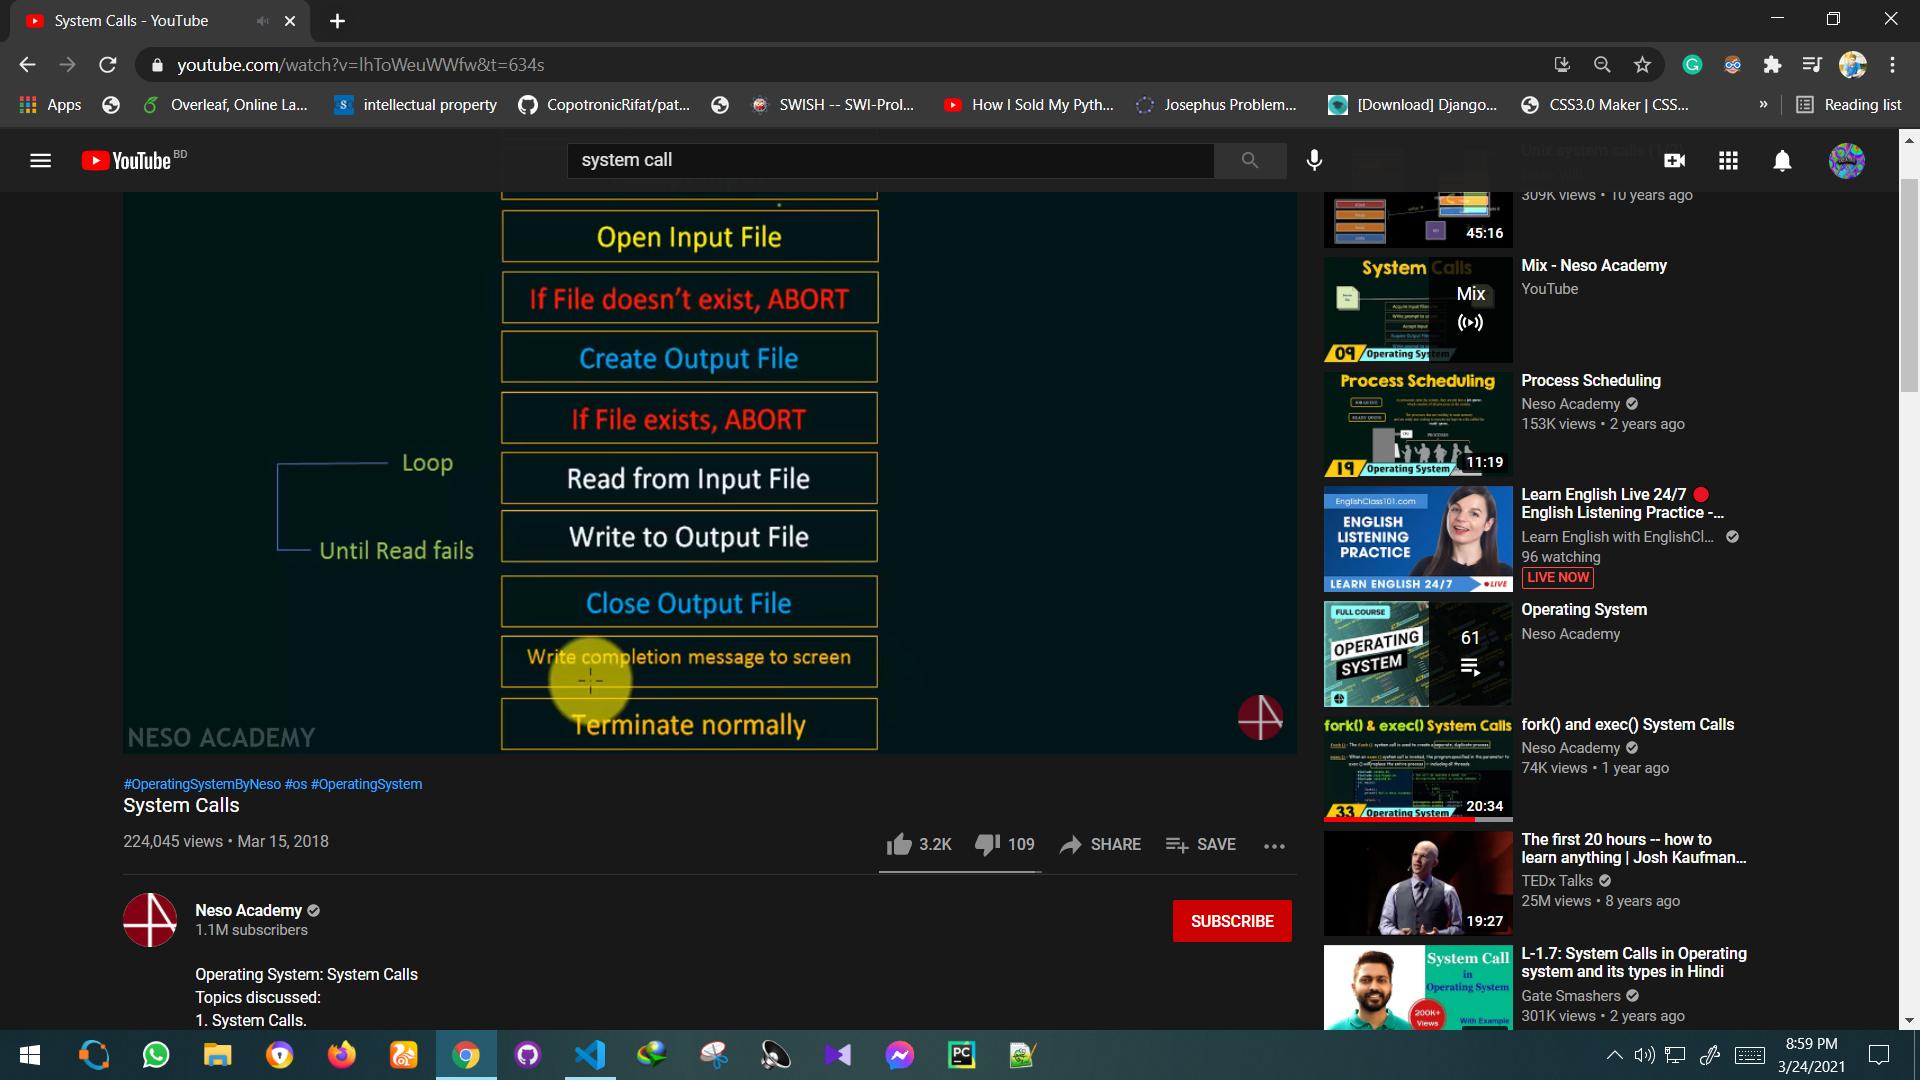 System Calls - YouTube
youtube.com/watch?v=lhToWeuWWfw&t=634s
Apps
Overleaf, Online La...
intellectual property
CopotronicRifat/pat...
SWISH -- SWI-Prol...
How I Sold My Pyth...
Josephus Problem...
[Download] Django...
CSS3.0 Maker | CSS...
»
Reading list
YouTube BD
system call
Open Input File
If File doesn't exist, ABORT
Create Output File
If File exists, ABORT
Loop
Read from Input File
Write to Output File
Until Read fails
Close Output File
Write completion message to screen
Terminate normally
NESO ACADEMY
#OperatingSystemByNeso #os #OperatingSystem
System Calls
224,045 views • Mar 15, 2018
3.2K
109
SHARE
SAVE
Neso Academy
1.1M subscribers
SUBSCRIBE
Operating System: System Calls
Topics discussed:
1. System Calls.
309K views • 10 years ago
45:16
System Calls
Mix
09 Operating System
Mix - Neso Academy
YouTube
Process Scheduling
19 Operating System
11:19
Process Scheduling
Neso Academy
153K views • 2 years ago
EnglishClass101.com
ENGLISH
LISTENING
PRACTICE
LEARN ENGLISH 24/7
LIVE
Learn English Live 24/7
English Listening Practice -...
Learn English with EnglishCl...
96 watching
LIVE NOW
FULL COURSE
OPERATING
SYSTEM
61
Operating System
Neso Academy
fork() & exec() System Calls
33 Operating System
20:34
fork() and exec() System Calls
Neso Academy
74K views • 1 year ago
19:27
The first 20 hours -- how to
learn anything | Josh Kaufman...
TEDx Talks
25M views • 8 years ago
System Call
in
Operating System
200K+
Views
With Example
L-1.7: System Calls in Operating
system and its types in Hindi
Gate Smashers
301K views • 2 years ago
PC
8:59 PM
3/24/2021